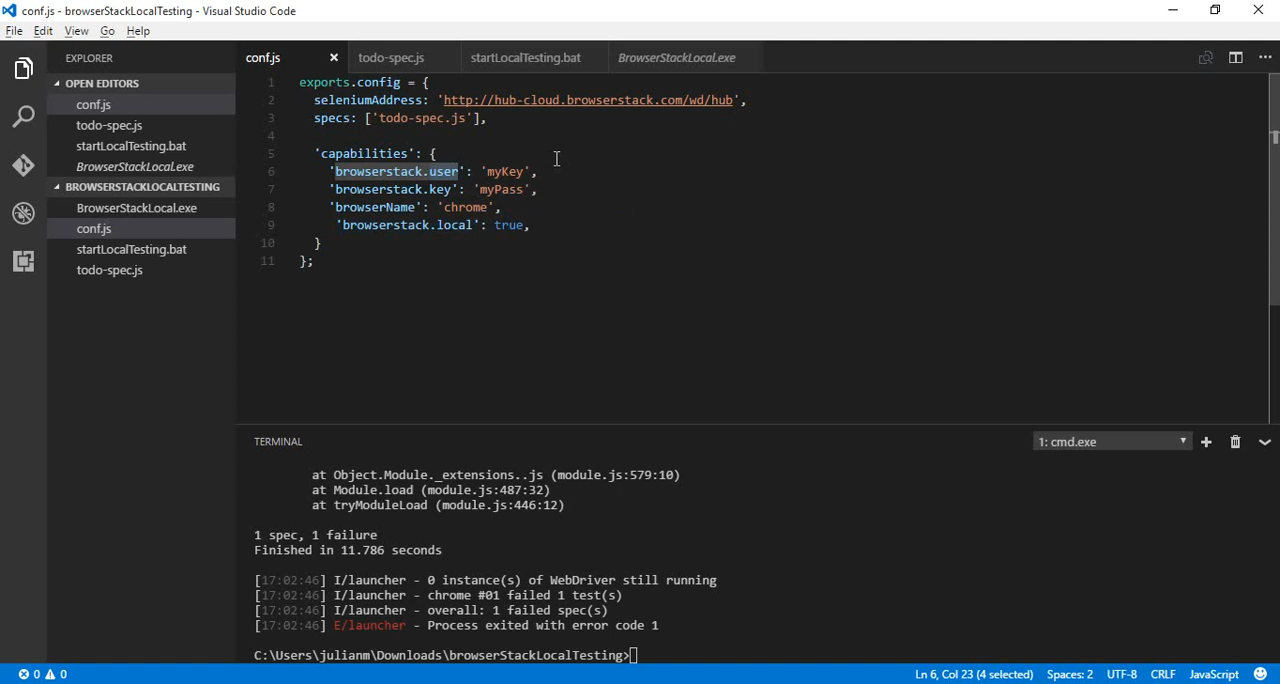 conf.js - browserStackLocalTesting - Visual Studio Code
File Edit View Go Help
EXPLORER
OPEN EDITORS
conf.js
todo-spec.js
startLocalTesting.bat
BrowserStackLocal.exe
BROWSERSTACKLOCALTESTING
BrowserStackLocal.exe
conf.js
startLocalTesting.bat
todo-spec.js
conf.js todo-spec.js startLocalTesting.bat BrowserStackLocal.exe
1 exports.config = {
2 seleniumAddress: 'http://hub-cloud.browserstack.com/wd/hub',
3 specs: ['todo-spec.js'],
4
5 'capabilities': {
6 'browserstack.user': 'myKey',
7 'browserstack.key': 'myPass',
8 'browserName': 'chrome',
9 'browserstack.local': true,
10 }
11 };
TERMINAL
1: cmd.exe
at Object.Module._extensions..js (module.js:579:10)
at Module.load (module.js:487:32)
at tryModuleLoad (module.js:446:12)
1 spec, 1 failure
Finished in 11.786 seconds
[17:02:46] I/launcher - 0 instance(s) of WebDriver still running
[17:02:46] I/launcher - chrome #01 failed 1 test(s)
[17:02:46] I/launcher - overall: 1 failed spec(s)
[17:02:46] E/launcher - Process exited with error code 1
C:\Users\julianm\Downloads\browserStackLocalTesting>
0 0 Ln 6, Col 23 (4 selected) Spaces: 2 UTF-8 CRLF JavaScript